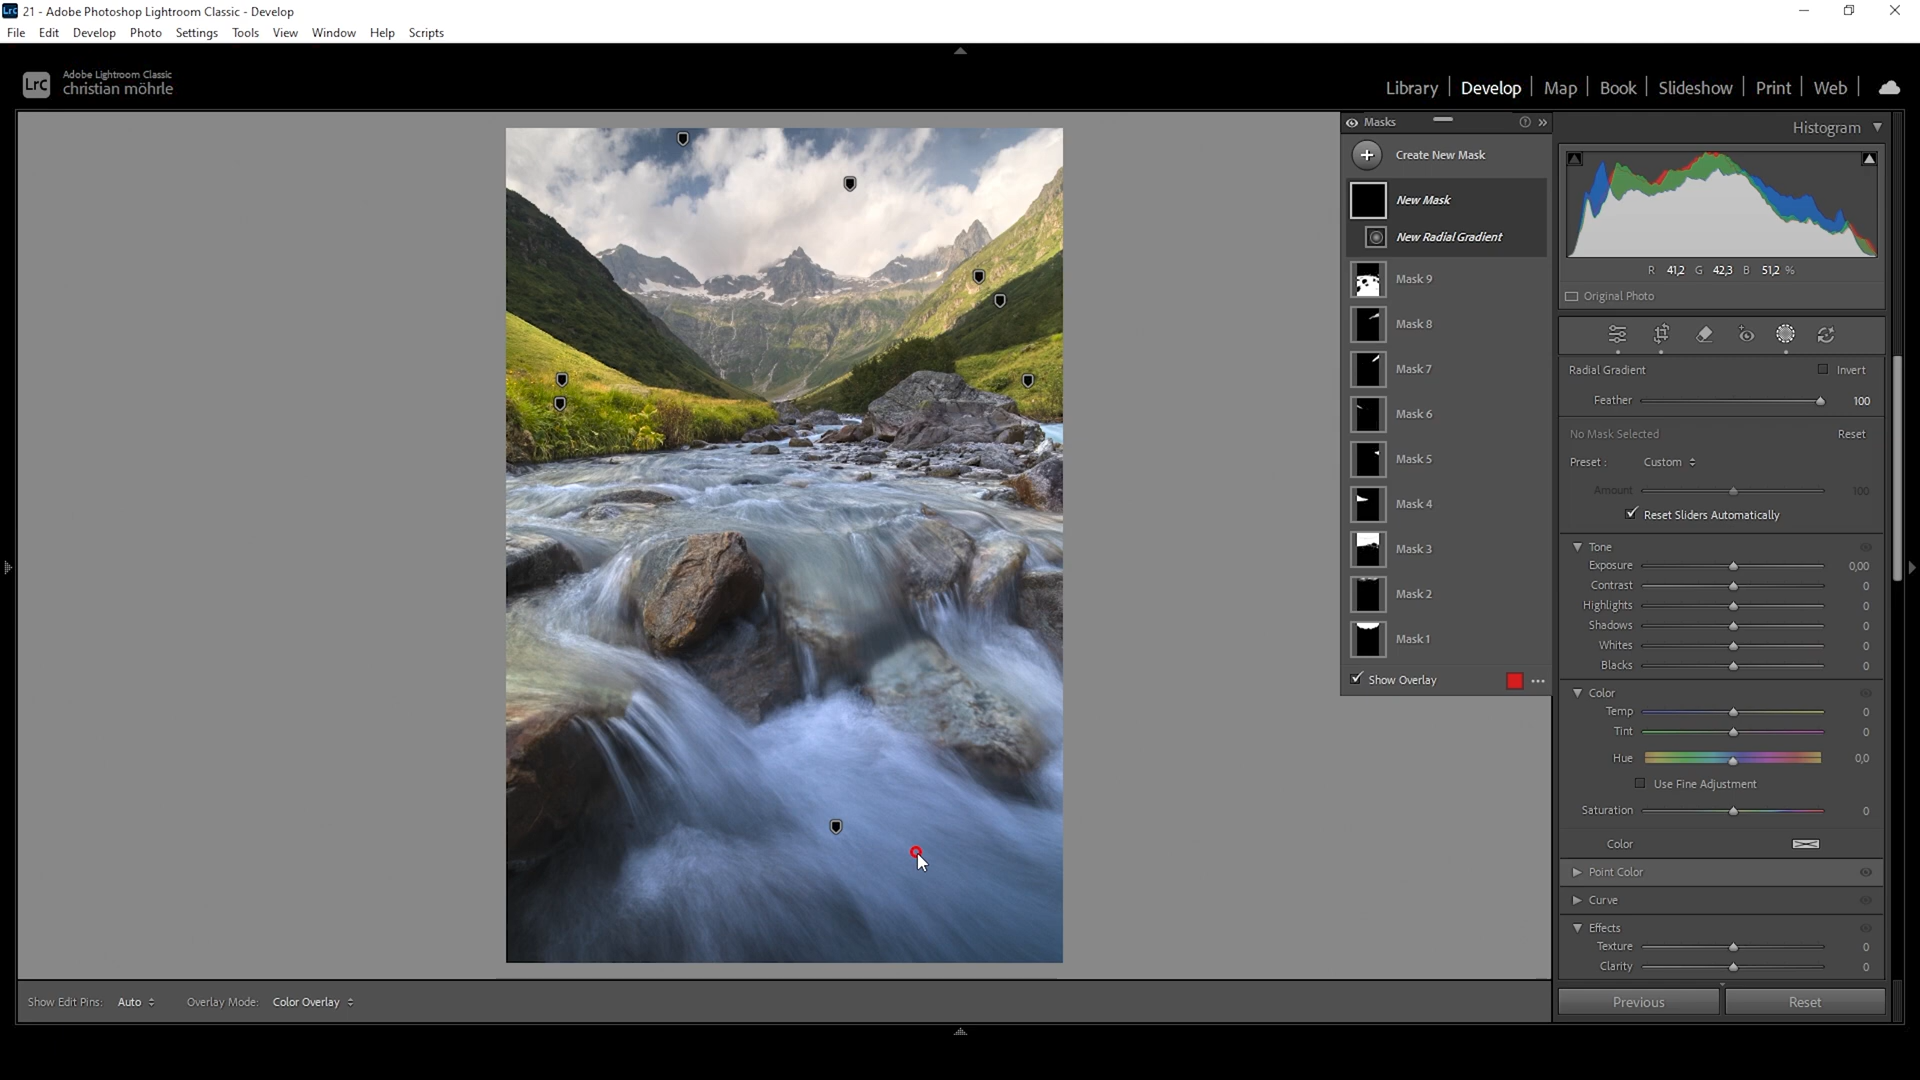 Lrc 21 - Adobe Photoshop Lightroom Classic - Develop
File Edit Develop Photo Settings Tools View Window Help Scripts
Lrc Adobe Lightroom Classic
christian möhrle
Library Develop Map Book Slideshow Print Web
Masks
Create New Mask
New Mask
New Radial Gradient
Mask 9
Mask 8
Mask 7
Mask 6
Mask 5
Mask 4
Mask 3
Mask 2
Mask 1
Show Overlay
Histogram
R 41,2 G 42,3 B 51,2 %
Original Photo
Radial Gradient Invert
Feather 100
No Mask Selected Reset
Preset : Custom
Amount 100
Reset Sliders Automatically
Tone
Exposure 0,00
Contrast 0
Highlights 0
Shadows 0
Whites 0
Blacks 0
Color
Temp 0
Tint 0
Hue 0,0
Use Fine Adjustment
Saturation 0
Color
Point Color
Curve
Effects
Texture 0
Clarity 0
Previous Reset
Show Edit Pins: Auto Overlay Mode: Color Overlay